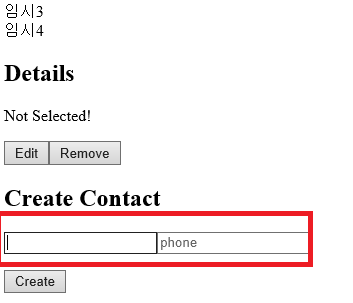 임시3
임시4
Details
Not Selected!
Edit Remove
Create Contact
phone
Create